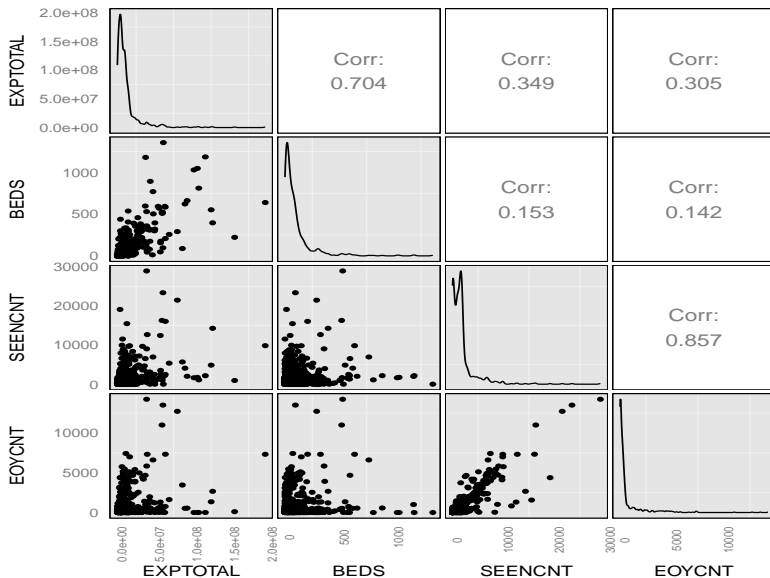 EXPTOTAL
2.0e+08
1.5e+08
1.0e+08
5.0e+07
0.0e+00
Corr:
0.704
Corr:
0.349
Corr:
0.305
BEDS
1000
500
0
Corr:
0.153
Corr:
0.142
SEENCNT
30000
20000
10000
0
Corr:
0.857
EOYCNT
10000
5000
0
0.0e+00
5.0e+07
1.0e+08
1.5e+08
2.0e+08
0
500
1000
0
10000
20000
30000
0
5000
10000
EXPTOTAL
BEDS
SEENCNT
EOYCNT